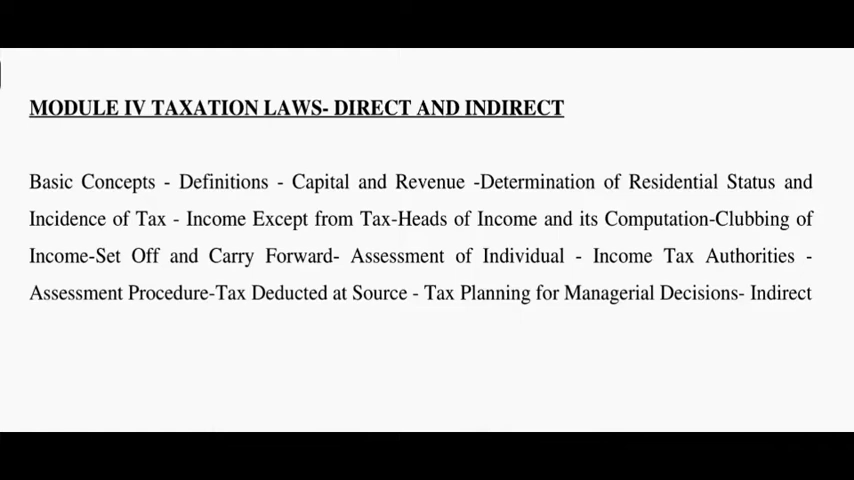 MODULE IV TAXATION LAWS- DIRECT AND INDIRECT
Basic Concepts - Definitions - Capital and Revenue -Determination of Residential Status and
Incidence of Tax - Income Except from Tax-Heads of Income and its Computation-Clubbing of
Income-Set Off and Carry Forward- Assessment of Individual - Income Tax Authorities -
Assessment Procedure-Tax Deducted at Source - Tax Planning for Managerial Decisions- Indirect